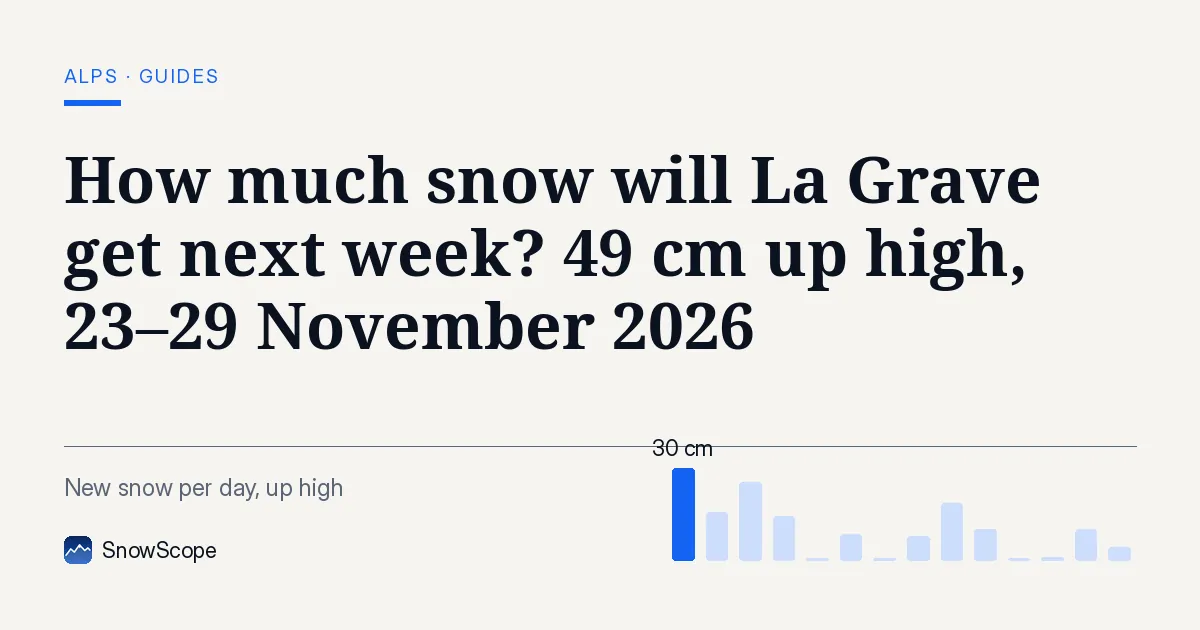 ALPS · GUIDES
How much snow will La Grave
get next week? 49 cm up high,
23–29 November 2026
30 cm
New snow per day, up high
SnowScope